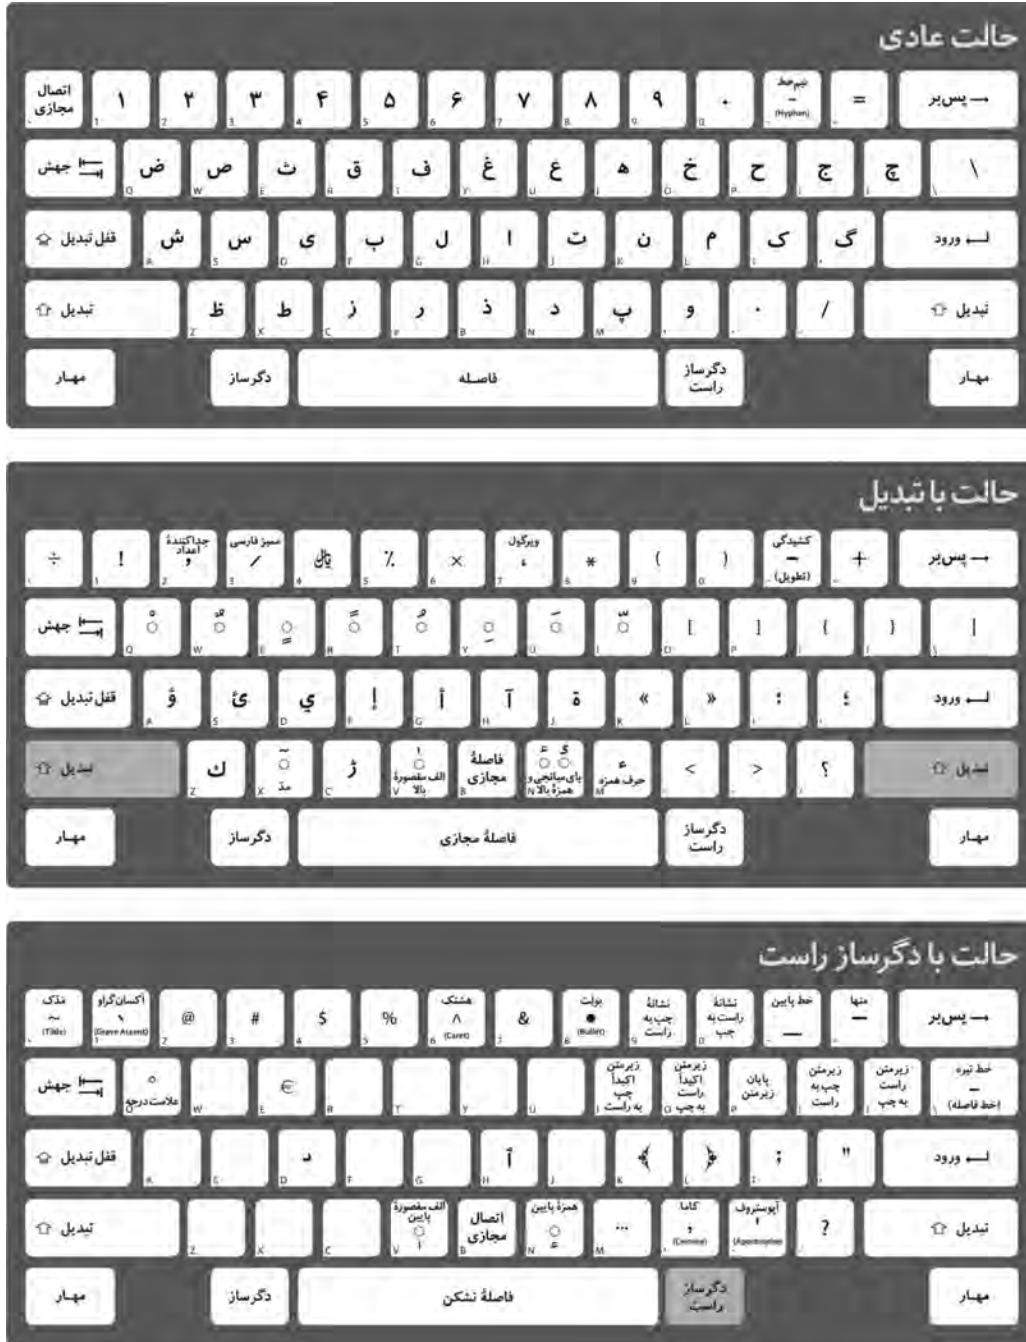 حالت عادی
اتصال مجازی ۱ ۲ ۳ ۴ ۵ ۶ ۷ ۸ ۹ ۰ نیم‌خط - (Hyphen) = پس‌بر
جهش ض ص ث ق ف غ ع ه خ ح ج چ \
قفل تبدیل ش س ی ب ل ا ت ن م ک گ ورود
تبدیل ظ ط ز ر ذ د پ و . / تبدیل
مهار دگرساز فاصله دگرساز راست مهار
حالت با تبدیل
÷ ! جداکنندهٔ اعداد ٬ ممیز فارسی ٫ ﷼ ٪ × ویرگول ، * ( ) کشیدگی ـ (تطویل) + پس‌بر
جهش ◌ْ ◌ٌ ◌ٍ ◌ً ◌ُ ◌ِ ◌َ ◌ّ [ ] { } |
قفل تبدیل ؤ ئ ي إ أ آ ة » « : ؛ ورود
تبدیل ك ◌ٓ مدّ ژ ◌ٰ الف مقصورهٔ بالا فاصلهٔ مجازی ◌ٔ یای میانجی و همزهٔ بالا ء حرف همزه < > ؟ تبدیل
مهار دگرساز فاصلهٔ مجازی دگرساز راست مهار
حالت با دگرساز راست
مدّک ~ (Tilde) اکسان‌گراو ` (Grave Accent) @ # $ % هشتک ^ (Caret) & بولت • (Bullet) نشانهٔ چپ به راست نشانهٔ راست به چپ خط پایین _ منها − پس‌بر
جهش ° علامت درجه € زیرمتن اکیداً چپ به راست زیرمتن اکیداً راست به چپ پایان زیرمتن زیرمتن چپ به راست زیرمتن راست به چپ خط تیره – (خط فاصله)
قفل تبدیل ى ٱ ﴾ ﴿ ; " ورود
تبدیل الف مقصورهٔ پایین ◌ٖ اتصال مجازی همزهٔ پایین ◌ٕ ... کاما , (Comma) آپوستروف ' (Apostrophe) ? تبدیل
مهار دگرساز فاصلهٔ نشکن دگرساز راست مهار